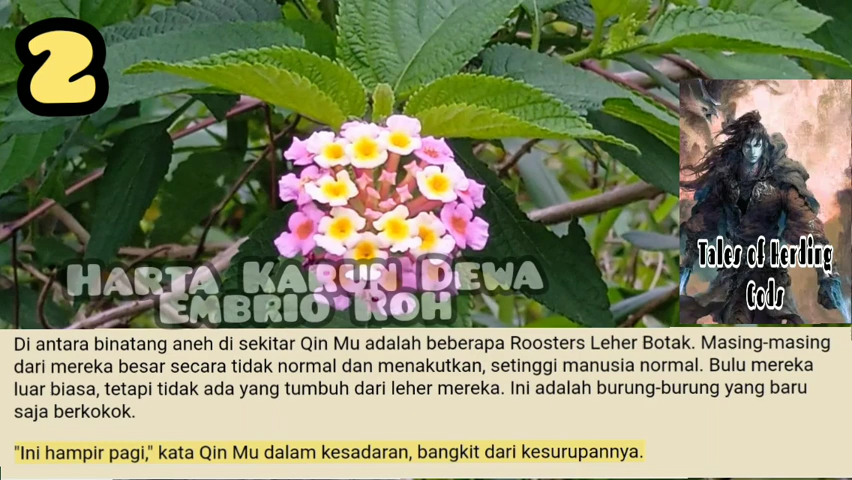 2
HARTA KARUN DEWA
EMBRIO ROH
Tales of Herding
Gods
Di antara binatang aneh di sekitar Qin Mu adalah beberapa Roosters Leher Botak. Masing-masing
dari mereka besar secara tidak normal dan menakutkan, setinggi manusia normal. Bulu mereka
luar biasa, tetapi tidak ada yang tumbuh dari leher mereka. Ini adalah burung-burung yang baru
saja berkokok.
"Ini hampir pagi," kata Qin Mu dalam kesadaran, bangkit dari kesurupannya.